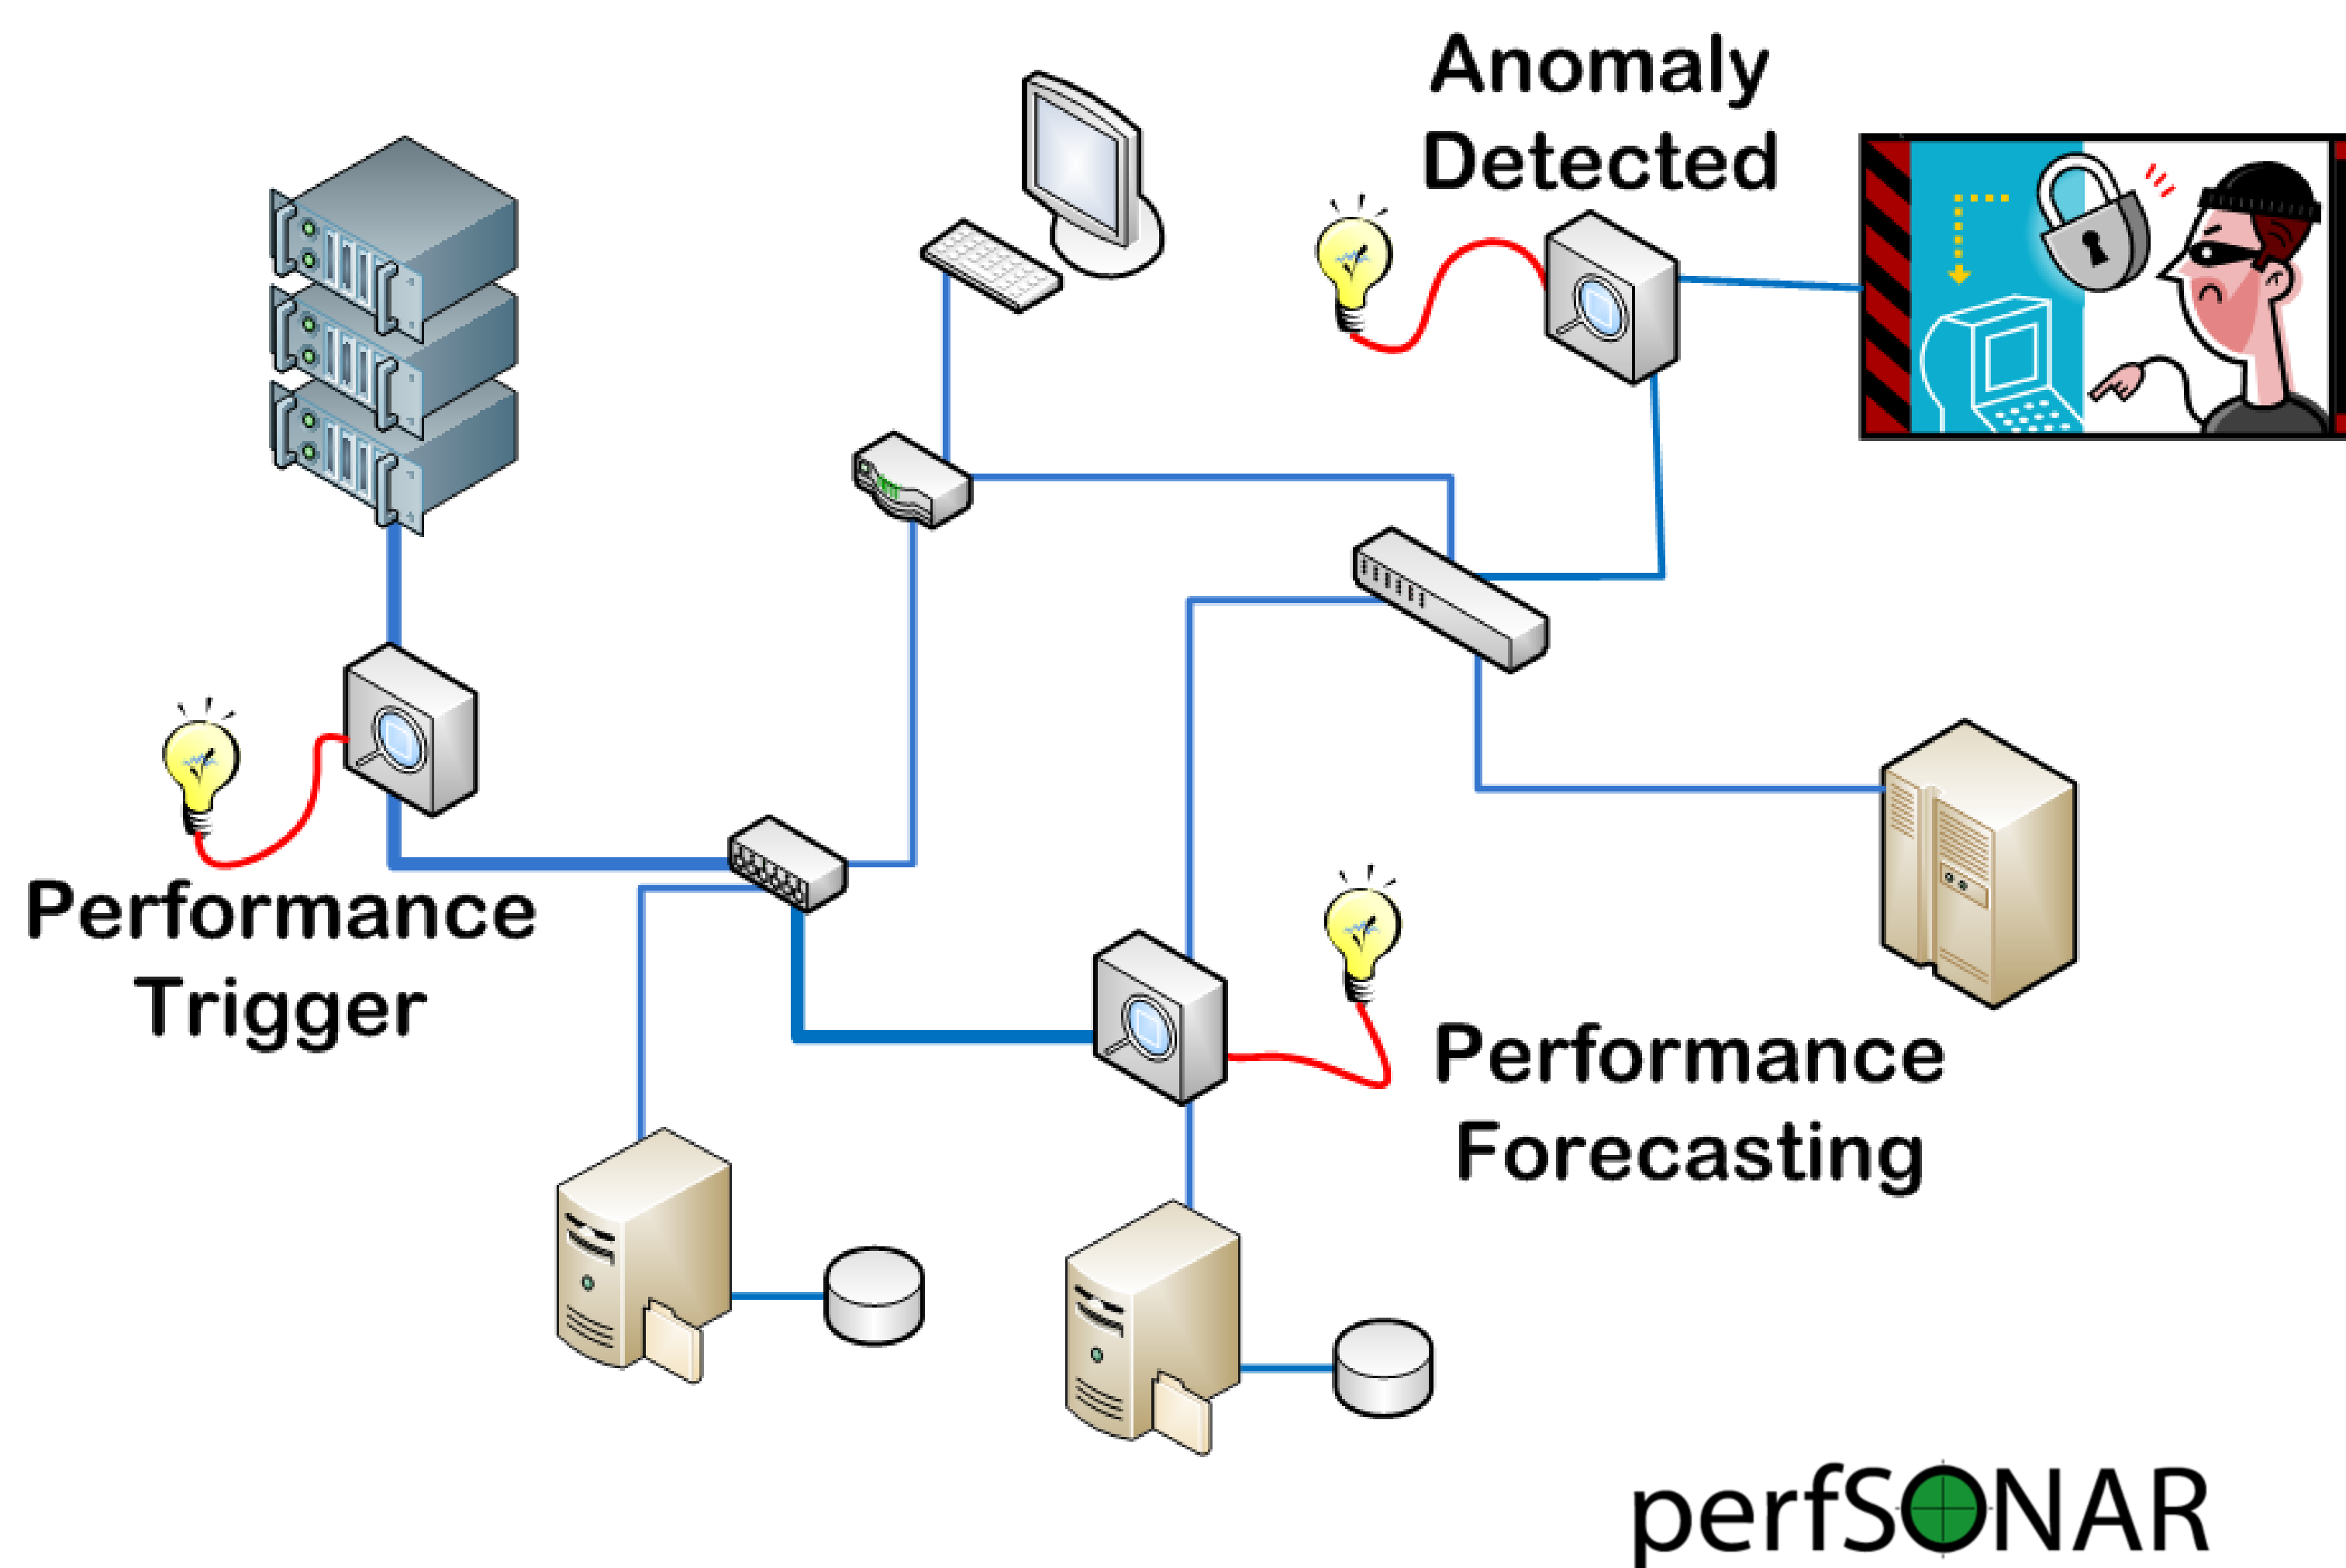 Anomaly
Detected
Performance
Trigger
Performance
Forecasting
perfSONAR